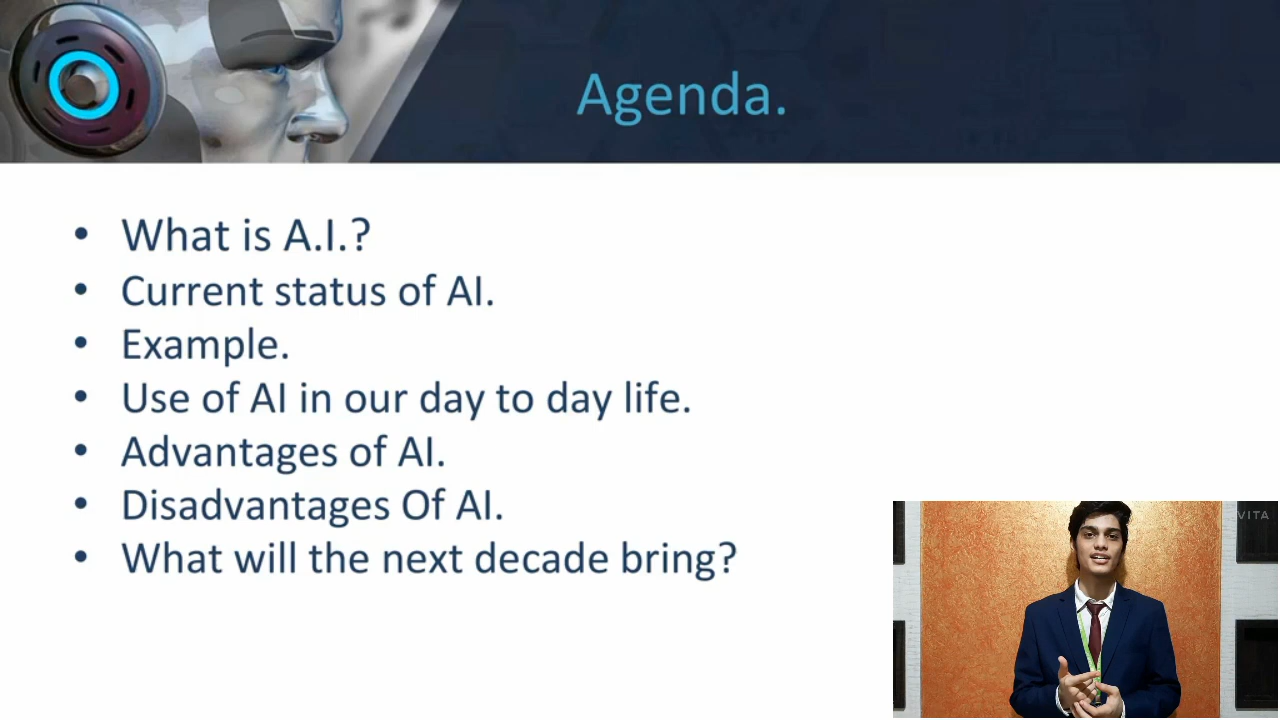 Agenda.
• What is A.I.?
• Current status of AI.
• Example.
• Use of AI in our day to day life.
• Advantages of AI.
• Disadvantages Of AI.
• What will the next decade bring?
VITA